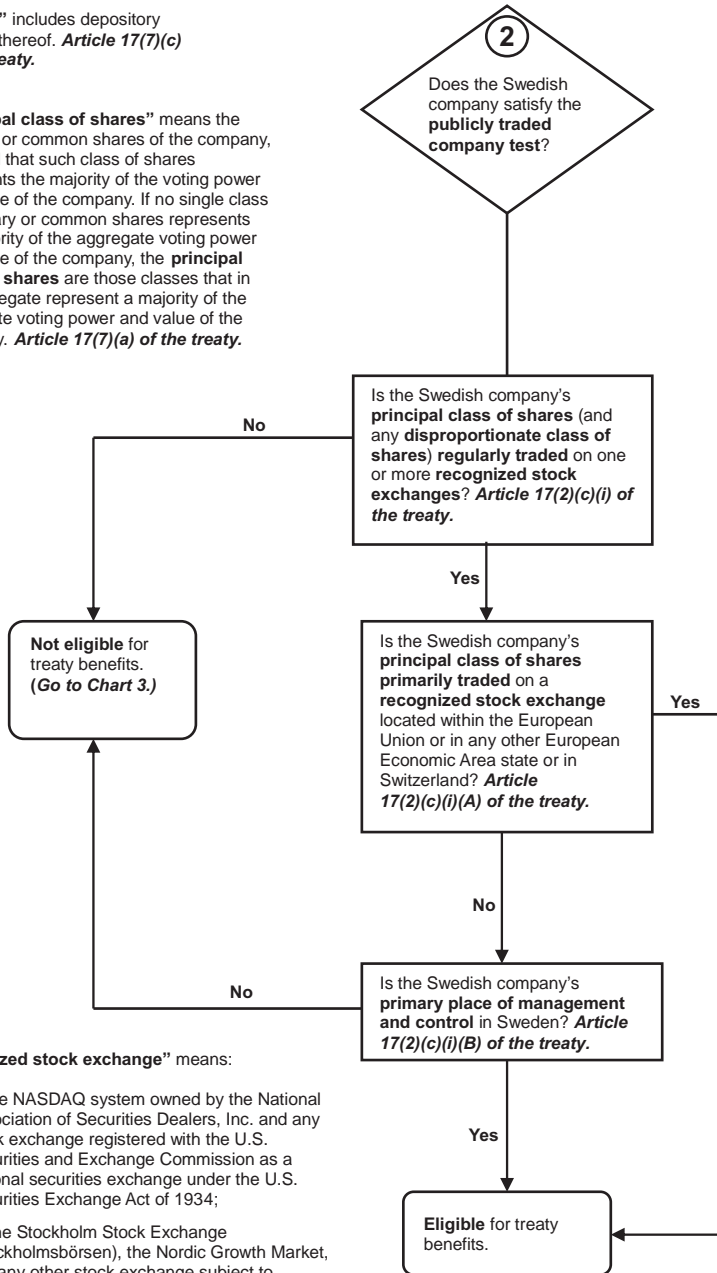 ” includes depository
thereof. Article 17(7)(c)
eaty.
pal class of shares” means the
or common shares of the company,
that such class of shares
nts the majority of the voting power
e of the company. If no single class
ary or common shares represents
rity of the aggregate voting power
e of the company, the principal
shares are those classes that in
egate represent a majority of the
te voting power and value of the
y. Article 17(7)(a) of the treaty.
2
Does the Swedish
company satisfy the
publicly traded
company test?
Is the Swedish company’s
principal class of shares (and
any disproportionate class of
shares) regularly traded on one
or more recognized stock
exchanges? Article 17(2)(c)(i) of
the treaty.
No
Yes
Not eligible for
treaty benefits.
(Go to Chart 3.)
Is the Swedish company’s
principal class of shares
primarily traded on a
recognized stock exchange
located within the European
Union or in any other European
Economic Area state or in
Switzerland? Article
17(2)(c)(i)(A) of the treaty.
Yes
No
Is the Swedish company’s
primary place of management
and control in Sweden? Article
17(2)(c)(i)(B) of the treaty.
No
Yes
Eligible for treaty
benefits.
ized stock exchange” means:
e NASDAQ system owned by the National
ociation of Securities Dealers, Inc. and any
k exchange registered with the U.S.
urities and Exchange Commission as a
onal securities exchange under the U.S.
urities Exchange Act of 1934;
ne Stockholm Stock Exchange
ckholmsbörsen), the Nordic Growth Market,
any other stock exchange subject to